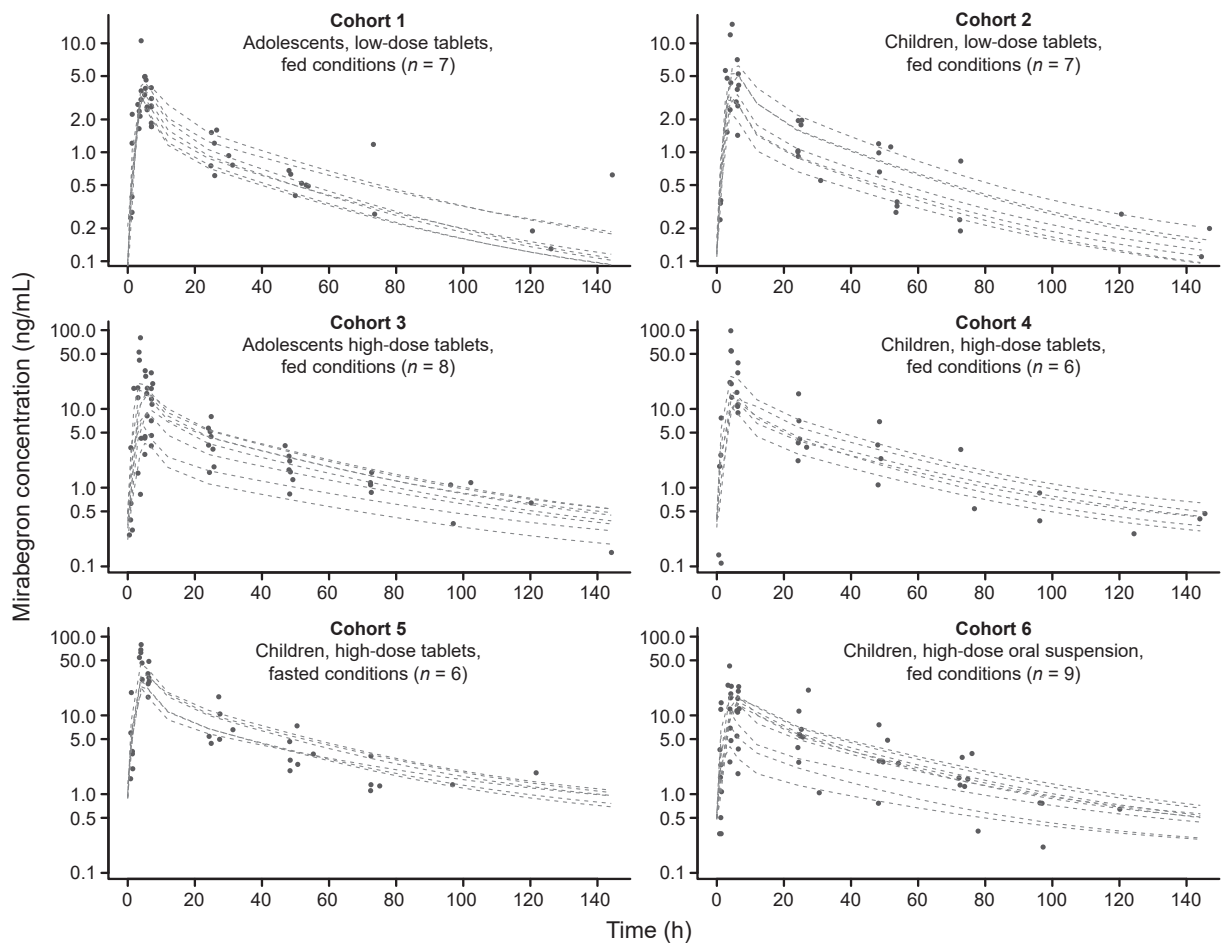 Mirabegron concentration (ng/mL)
Cohort 1
Adolescents, low-dose tablets,
fed conditions (n = 7)
10.0
5.0
2.0
1.0
0.5
0.2
0.1
0 20 40 60 80 100 120 140
Cohort 2
Children, low-dose tablets,
fed conditions (n = 7)
10.0
5.0
2.0
1.0
0.5
0.2
0.1
0 20 40 60 80 100 120 140
Cohort 3
Adolescents high-dose tablets,
fed conditions (n = 8)
100.0
50.0
10.0
5.0
1.0
0.5
0.1
0 20 40 60 80 100 120 140
Cohort 4
Children, high-dose tablets,
fed conditions (n = 6)
100.0
50.0
10.0
5.0
1.0
0.5
0.1
0 20 40 60 80 100 120 140
Cohort 5
Children, high-dose tablets,
fasted conditions (n = 6)
100.0
50.0
10.0
5.0
1.0
0.5
0.1
0 20 40 60 80 100 120 140
Cohort 6
Children, high-dose oral suspension,
fed conditions (n = 9)
100.0
50.0
10.0
5.0
1.0
0.5
0.1
0 20 40 60 80 100 120 140
Time (h)